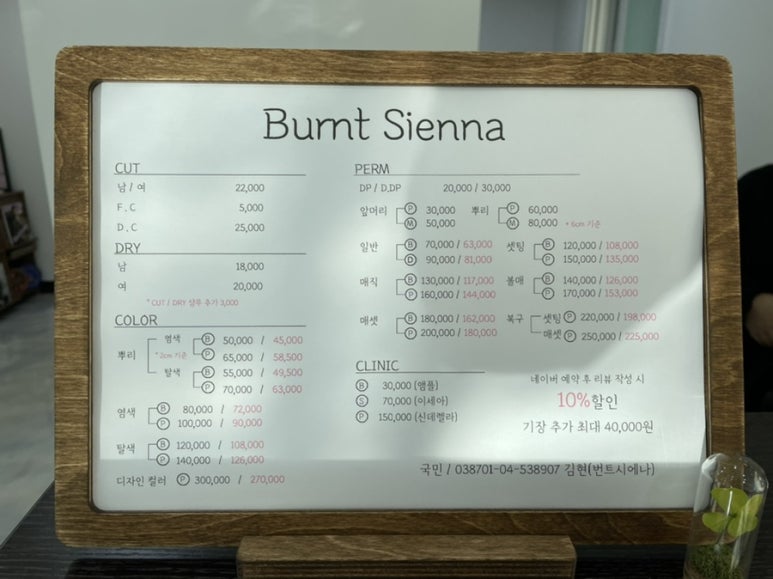 Burnt Sienna
CUT
남 / 여 22,000
F.C 5,000
D.C 25,000
DRY
남 18,000
여 20,000
* CUT / DRY 샴푸 추가 3,000
COLOR
뿌리 * 2cm 기준
염색 B 50,000 / 45,000
P 65,000 / 58,500
탈색 B 55,000 / 49,500
P 70,000 / 63,000
염색 B 80,000 / 72,000
P 100,000 / 90,000
탈색 B 120,000 / 108,000
P 140,000 / 126,000
디자인 컬러 P 300,000 / 270,000
PERM
DP / D.DP 20,000 / 30,000
앞머리 P 30,000 뿌리 P 60,000
M 50,000 M 80,000 * 6cm 기준
일반 B 70,000 / 63,000 셋팅 B 120,000 / 108,000
D 90,000 / 81,000 P 150,000 / 135,000
매직 B 130,000 / 117,000 볼매 B 140,000 / 126,000
P 160,000 / 144,000 P 170,000 / 153,000
매셋 B 180,000 / 162,000 복구 셋팅 P 220,000 / 198,000
P 200,000 / 180,000 매셋 P 250,000 / 225,000
CLINIC
B 30,000 (앰플)
S 70,000 (이세아)
P 150,000 (신데렐라)
네이버 예약 후 리뷰 작성 시
10%할인
기장 추가 최대 40,000원
국민 / 038701-04-538907 김현(번트시에나)